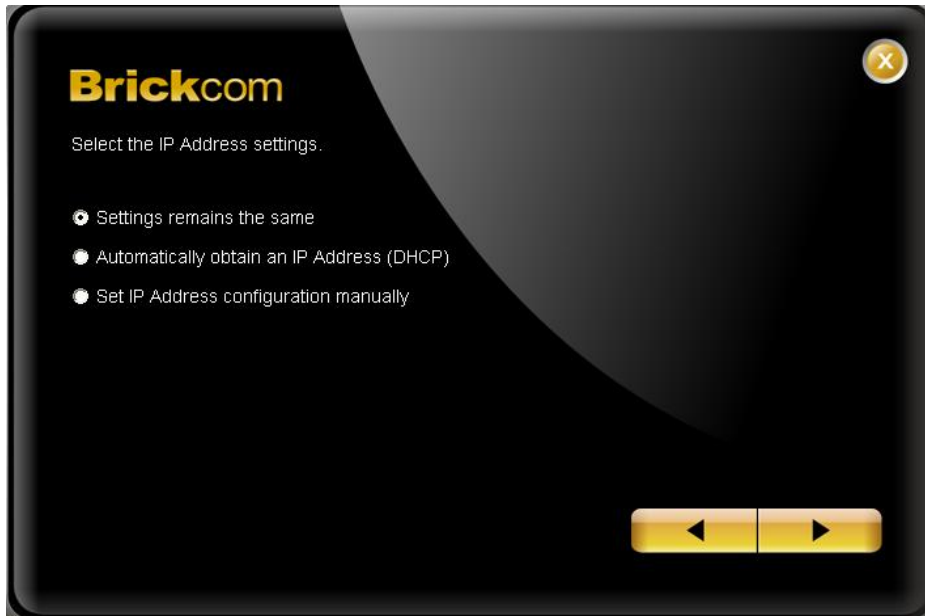 Brickcom
X
Select the IP Address settings.
Settings remains the same
Automatically obtain an IP Address (DHCP)
Set IP Address configuration manually